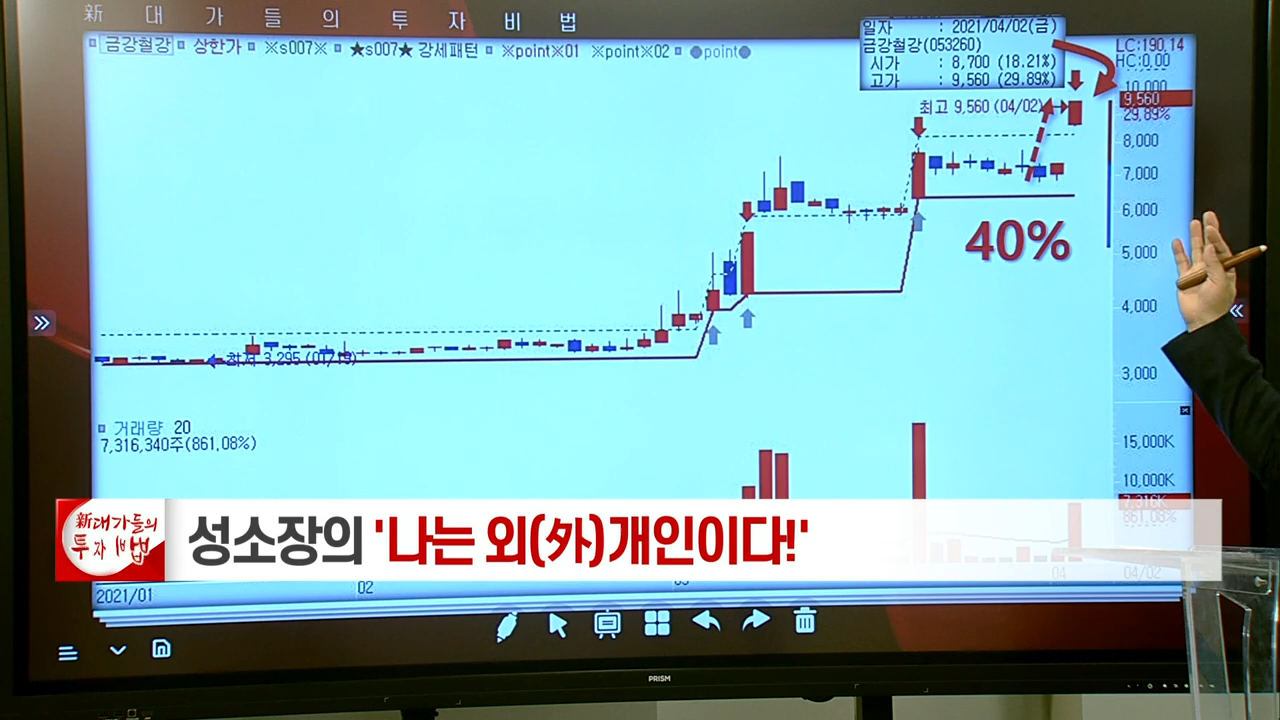 新 대 가 들 의 투 자 비 법
금강철강 상한가 ※s007※ ★s007★ 강세패턴 ※point※01 ※point※02 ●point●
일자 : 2021/04/02(금)
금강철강(053260)
시가 : 8,700 (18.21%)
고가 : 9,560 (29.89%)
LC:190.14
HC:0.00
10,000
9,560
29.89%
최고 9,560 (04/02)
8,000
7,000
6,000
40%
5,000
4,000
최저 3,295 (01/19)
3,000
거래량 20
7,316,340주(861.08%)
15,000K
10,000K
7,316K
861.08%
新대가들의
투자비법
성소장의 '나는 외(外)개인이다!'
2021/01
02
03
04
04/02
PRISM